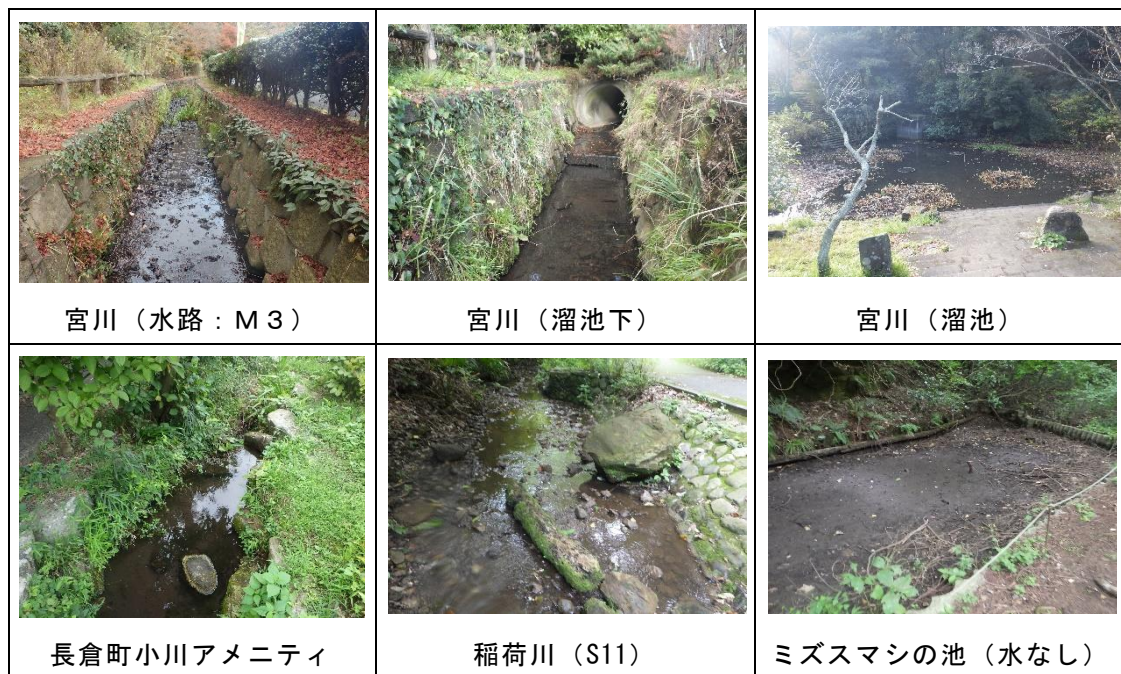 宮川（水路：Ｍ３）
宮川（溜池下）
宮川（溜池）
長倉町小川アメニティ
稲荷川（S11）
ミズスマシの池（水なし）